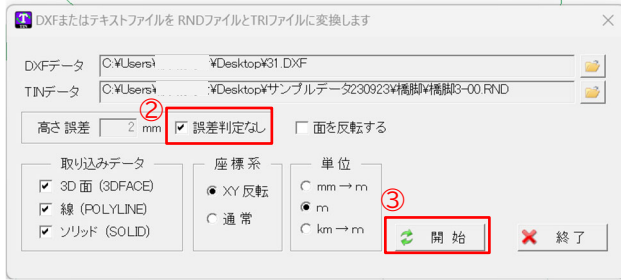 DXFまたはテキストファイルを RNDファイルとTRIファイルに変換します
DXFデータ C:¥Users¥ ¥Desktop¥31.DXF
TINデータ C:¥Users¥ ¥Desktop¥サンプルデータ230923¥橋脚¥橋脚3-00.RND
②
高さ誤差 2 mm 誤差判定なし 面を反転する
取り込みデータ 座標系 単位
3D面 (3DFACE) XY反転 mm→m
③
線 (POLYLINE) m
通常
ソリッド (SOLID) km→m 開始 終了